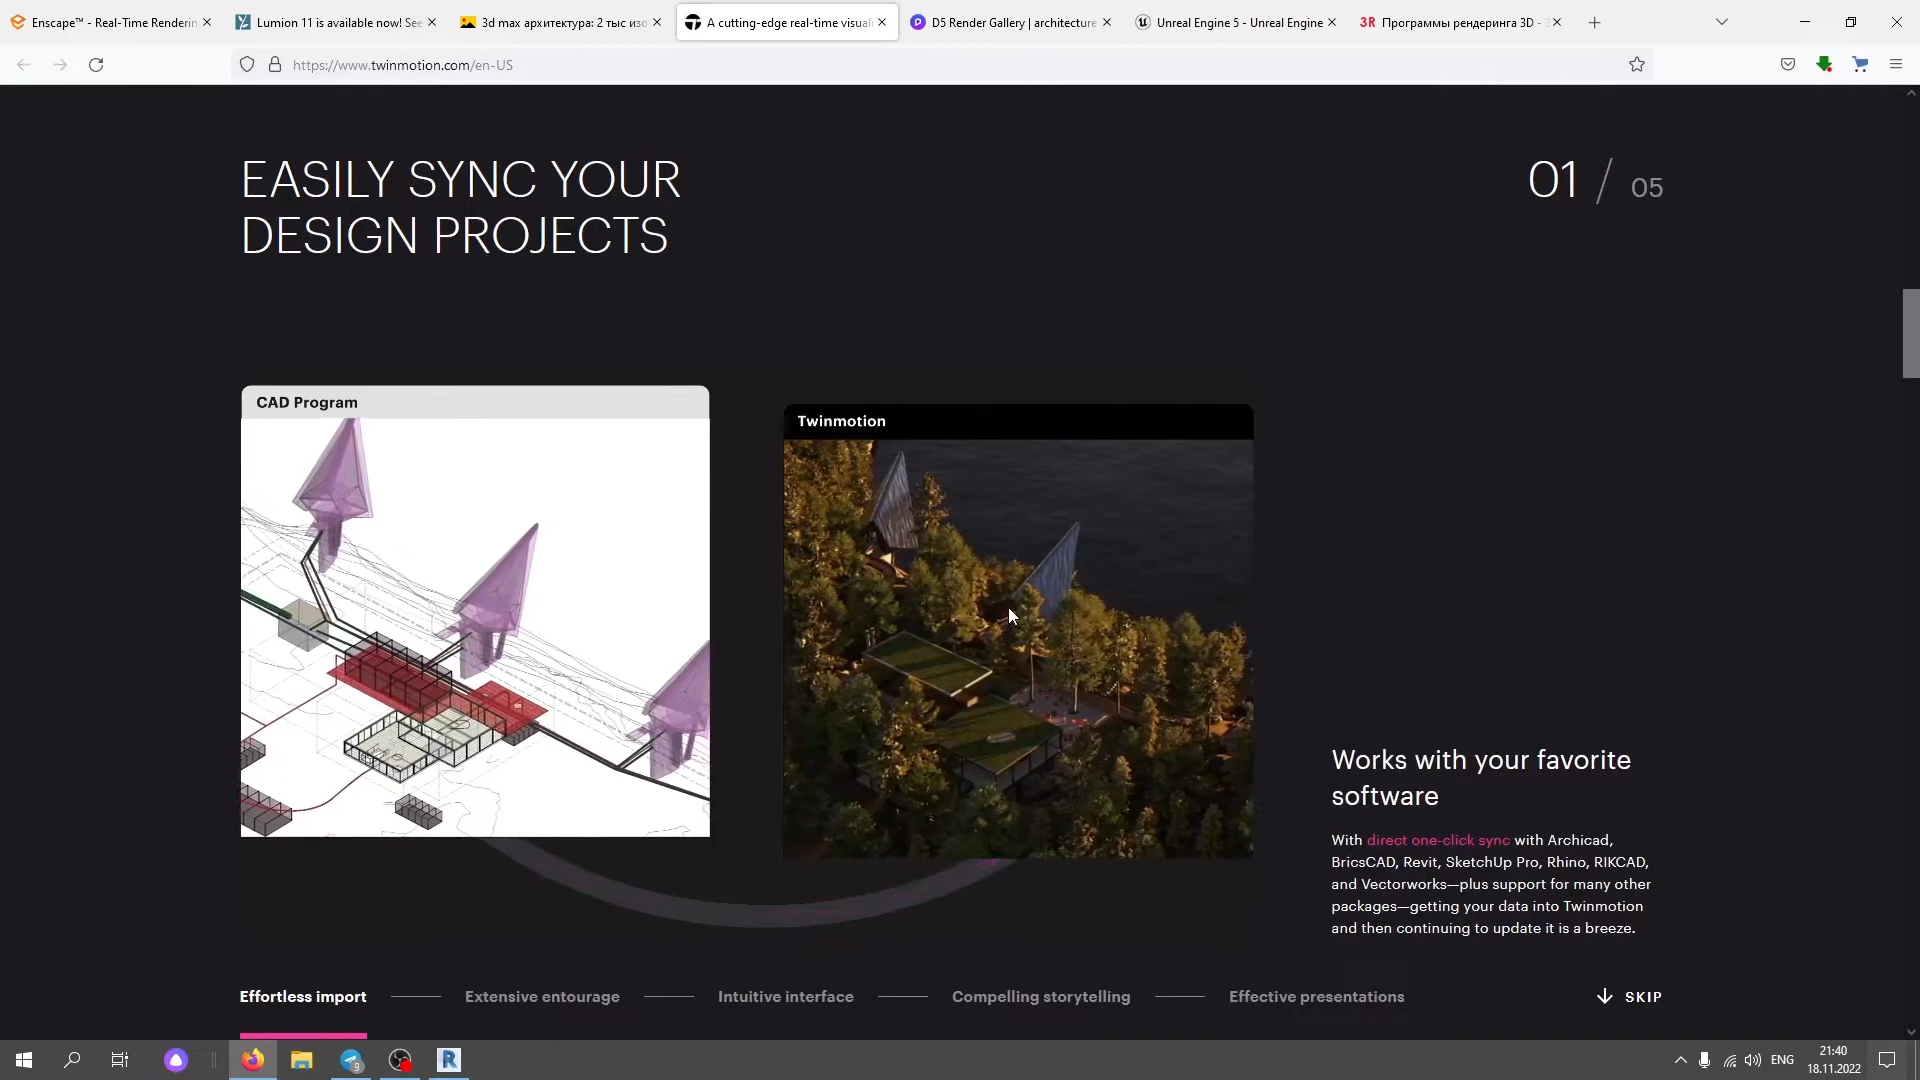 Enscape™ - Real-Time Renderin
Lumion 11 is available now! See
3d max архитектура: 2 тыс изо
A cutting-edge real-time visuali
D5 Render Gallery | architecture
Unreal Engine 5 - Unreal Engine
3R Программы рендеринга 3D - 3
https://www.twinmotion.com/en-US
EASILY SYNC YOUR
DESIGN PROJECTS
01 / 05
CAD Program
Twinmotion
Works with your favorite
software
With direct one-click sync with Archicad,
BricsCAD, Revit, SketchUp Pro, Rhino, RIKCAD,
and Vectorworks—plus support for many other
packages—getting your data into Twinmotion
and then continuing to update it is a breeze.
Effortless import
Extensive entourage
Intuitive interface
Compelling storytelling
Effective presentations
SKIP
9
R
ENG
21:40
18.11.2022